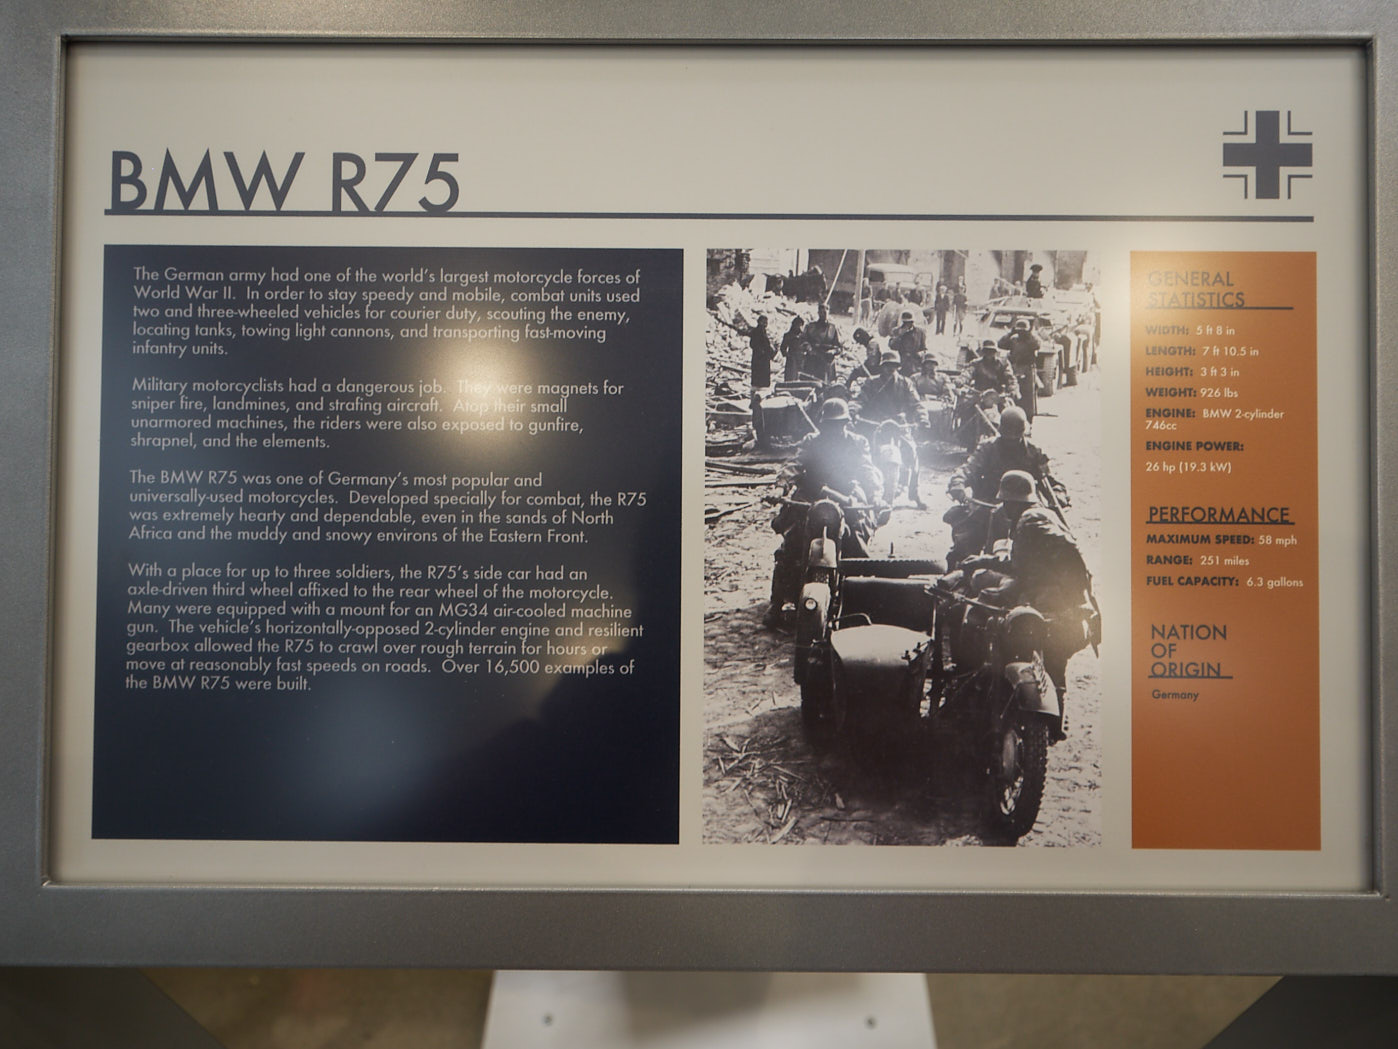 BMW R75
The German army had one of the world's largest motorcycle forces of
World War II.  In order to stay speedy and mobile, combat units used
two and three-wheeled vehicles for courier duty, scouting the enemy,
locating tanks, towing light cannons, and transporting fast-moving
infantry units.
Military motorcyclists had a dangerous job.  They were magnets for
sniper fire, landmines, and strafing aircraft.  Atop their small
unarmored machines, the riders were also exposed to gunfire,
shrapnel, and the elements.
The BMW R75 was one of Germany's most popular and
universally-used motorcycles.  Developed specially for combat, the R75
was extremely hearty and dependable, even in the sands of North
Africa and the muddy and snowy environs of the Eastern Front.
With a place for up to three soldiers, the R75's side car had an
axle-driven third wheel affixed to the rear wheel of the motorcycle.
Many were equipped with a mount for an MG34 air-cooled machine
gun.  The vehicle's horizontally-opposed 2-cylinder engine and resilient
gearbox allowed the R75 to crawl over rough terrain for hours or
move at reasonably fast speeds on roads.  Over 16,500 examples of
the BMW R75 were built.
GENERAL
STATISTICS
WIDTH: 5 ft 8 in
LENGTH: 7 ft 10.5 in
HEIGHT: 3 ft 3 in
WEIGHT: 926 lbs
ENGINE: BMW 2-cylinder
746cc
ENGINE POWER:
26 hp (19.3 kW)
PERFORMANCE
MAXIMUM SPEED: 58 mph
RANGE: 251 miles
FUEL CAPACITY: 6.3 gallons
NATION
OF
ORIGIN
Germany